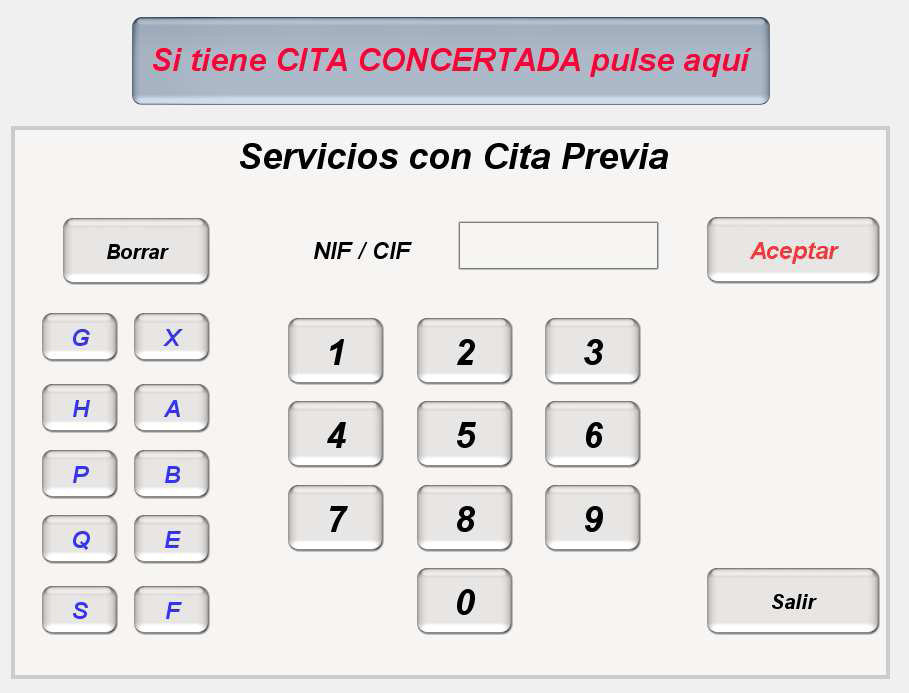 Si tiene CITA CONCERTADA pulse aquí
Servicios con Cita Previa
Borrar
NIF / CIF
Aceptar
G X
1 2 3
H A
4 5 6
P B
7 8 9
Q E
S F
0
Salir